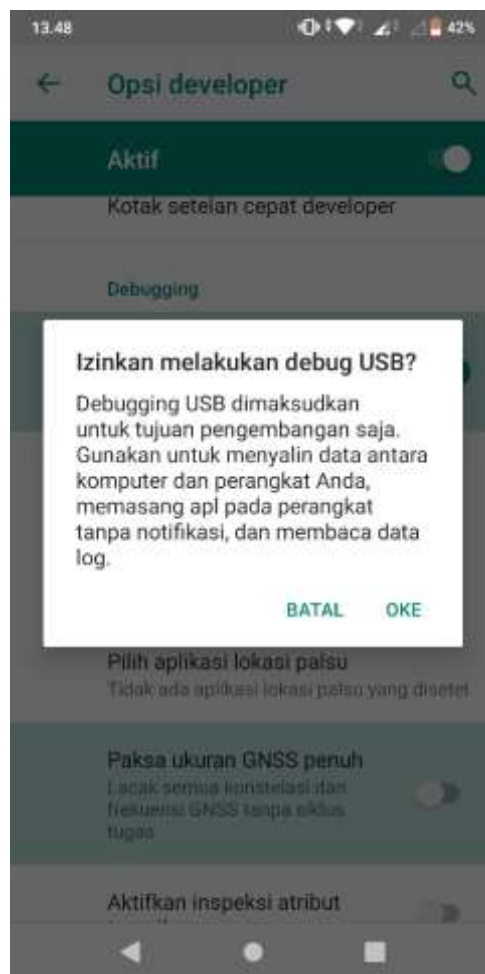 13.48
42%
Opsi developer
Aktif
Kotak setelan cepat developer
Debugging
Izinkan melakukan debug USB?
Debugging USB dimaksudkan
untuk tujuan pengembangan saja.
Gunakan untuk menyalin data antara
komputer dan perangkat Anda,
memasang apl pada perangkat
tanpa notifikasi, dan membaca data
log.
BATAL OKE
Pilih aplikasi lokasi palsu
Tidak ada aplikasi lokasi palsu yang disetel
Paksa ukuran GNSS penuh
Lacak semua konstelasi dan
frekuensi GNSS tanpa siklus
tugas
Aktifkan inspeksi atribut